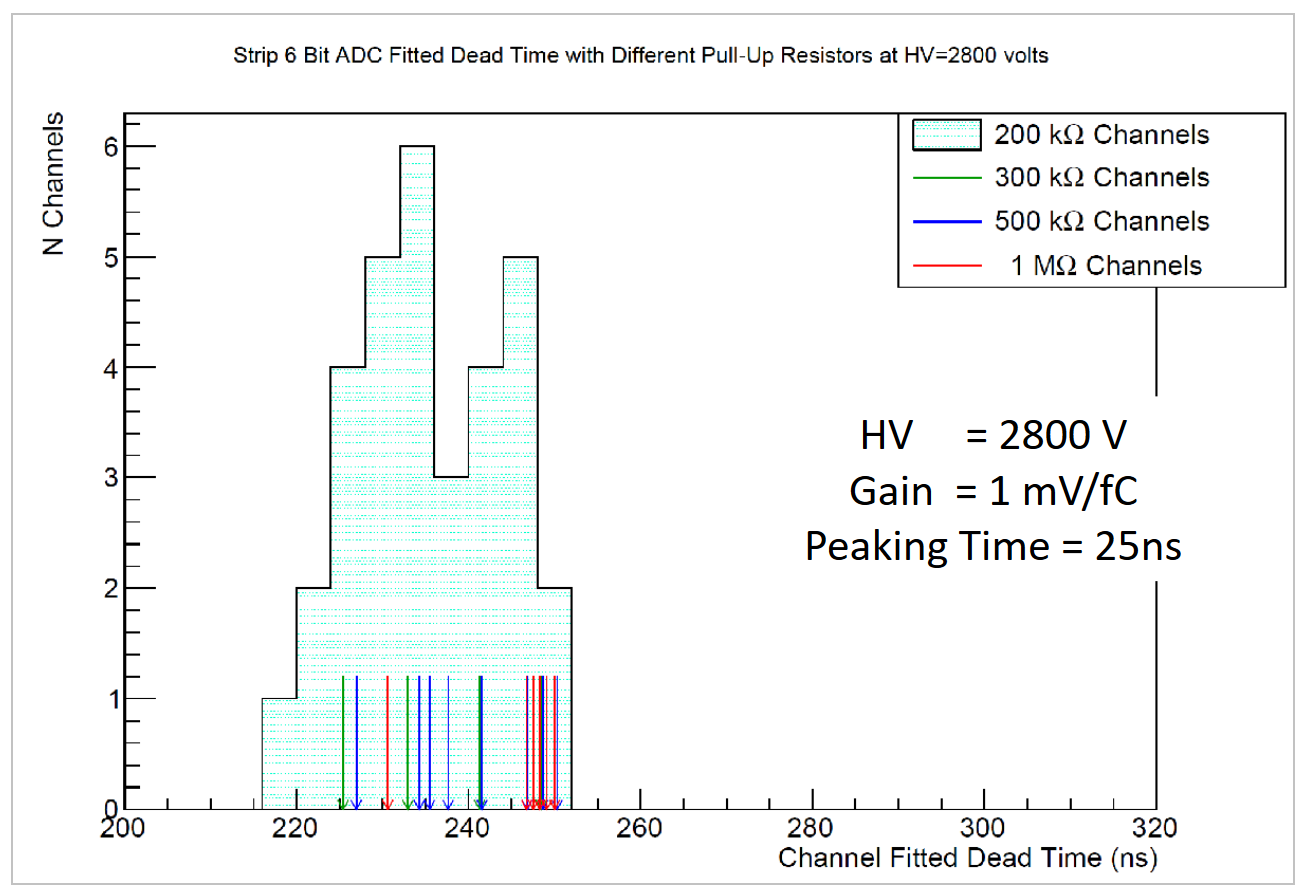 Strip 6 Bit ADC Fitted Dead Time with Different Pull-Up Resistors at HV=2800 volts
N Channels
6
5
4
3
2
1
0
200 kΩ Channels
300 kΩ Channels
500 kΩ Channels
1 MΩ Channels
HV = 2800 V
Gain = 1 mV/fC
Peaking Time = 25ns
200 220 240 260 280 300 320
Channel Fitted Dead Time (ns)